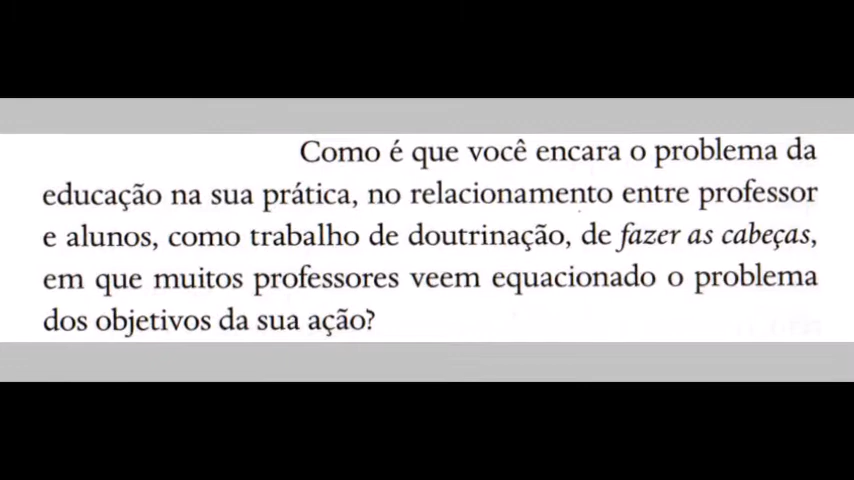 Como é que você encara o problema da
educação na sua prática, no relacionamento entre professor
e alunos, como trabalho de doutrinação, de fazer as cabeças,
em que muitos professores veem equacionado o problema
dos objetivos da sua ação?